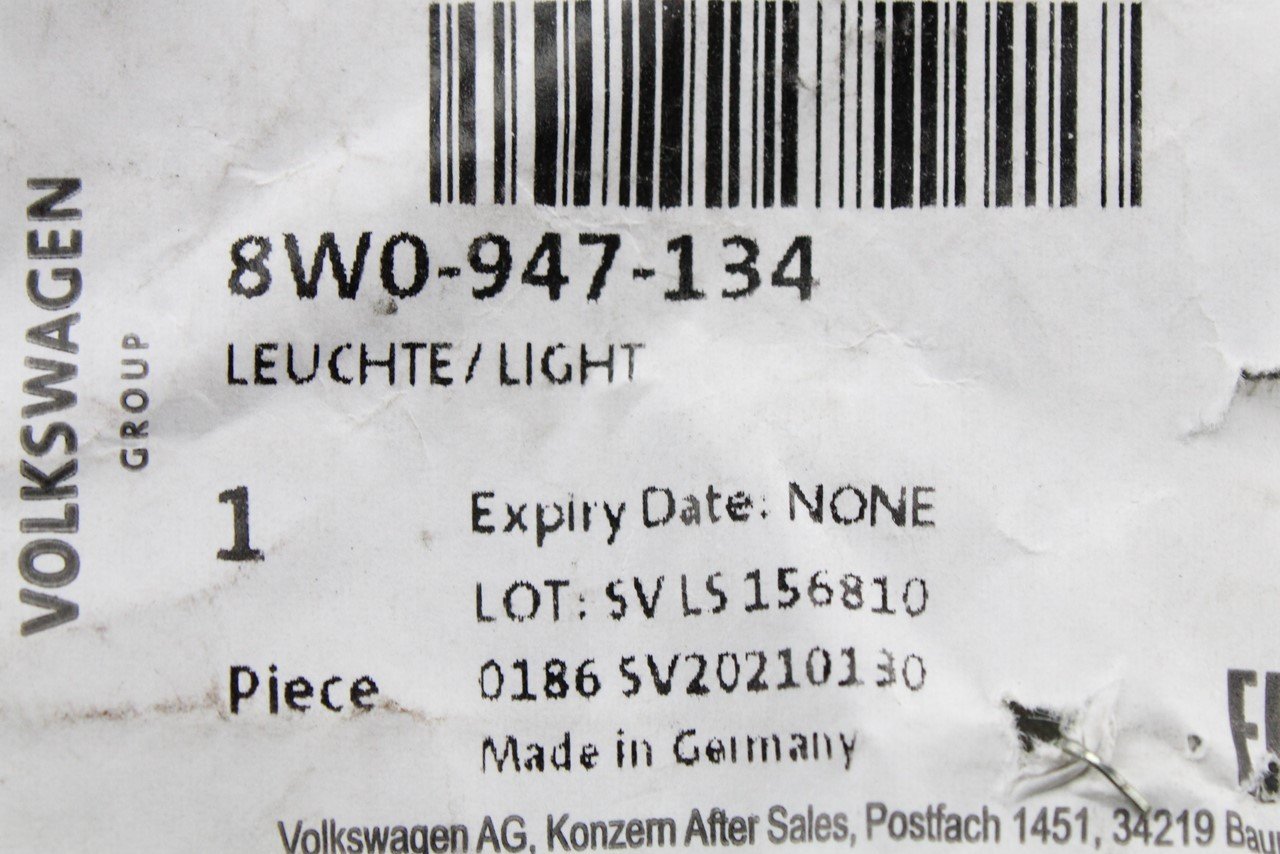 VOLKSWAGEN
GROUP
8W0-947-134
LEUCHTE/LIGHT
1
Piece
Expiry Date: NONE
LOT: SV LS 156810
0186 SV20210130
Made in Germany
Volkswagen AG, Konzern After Sales, Postfach 1451, 34219